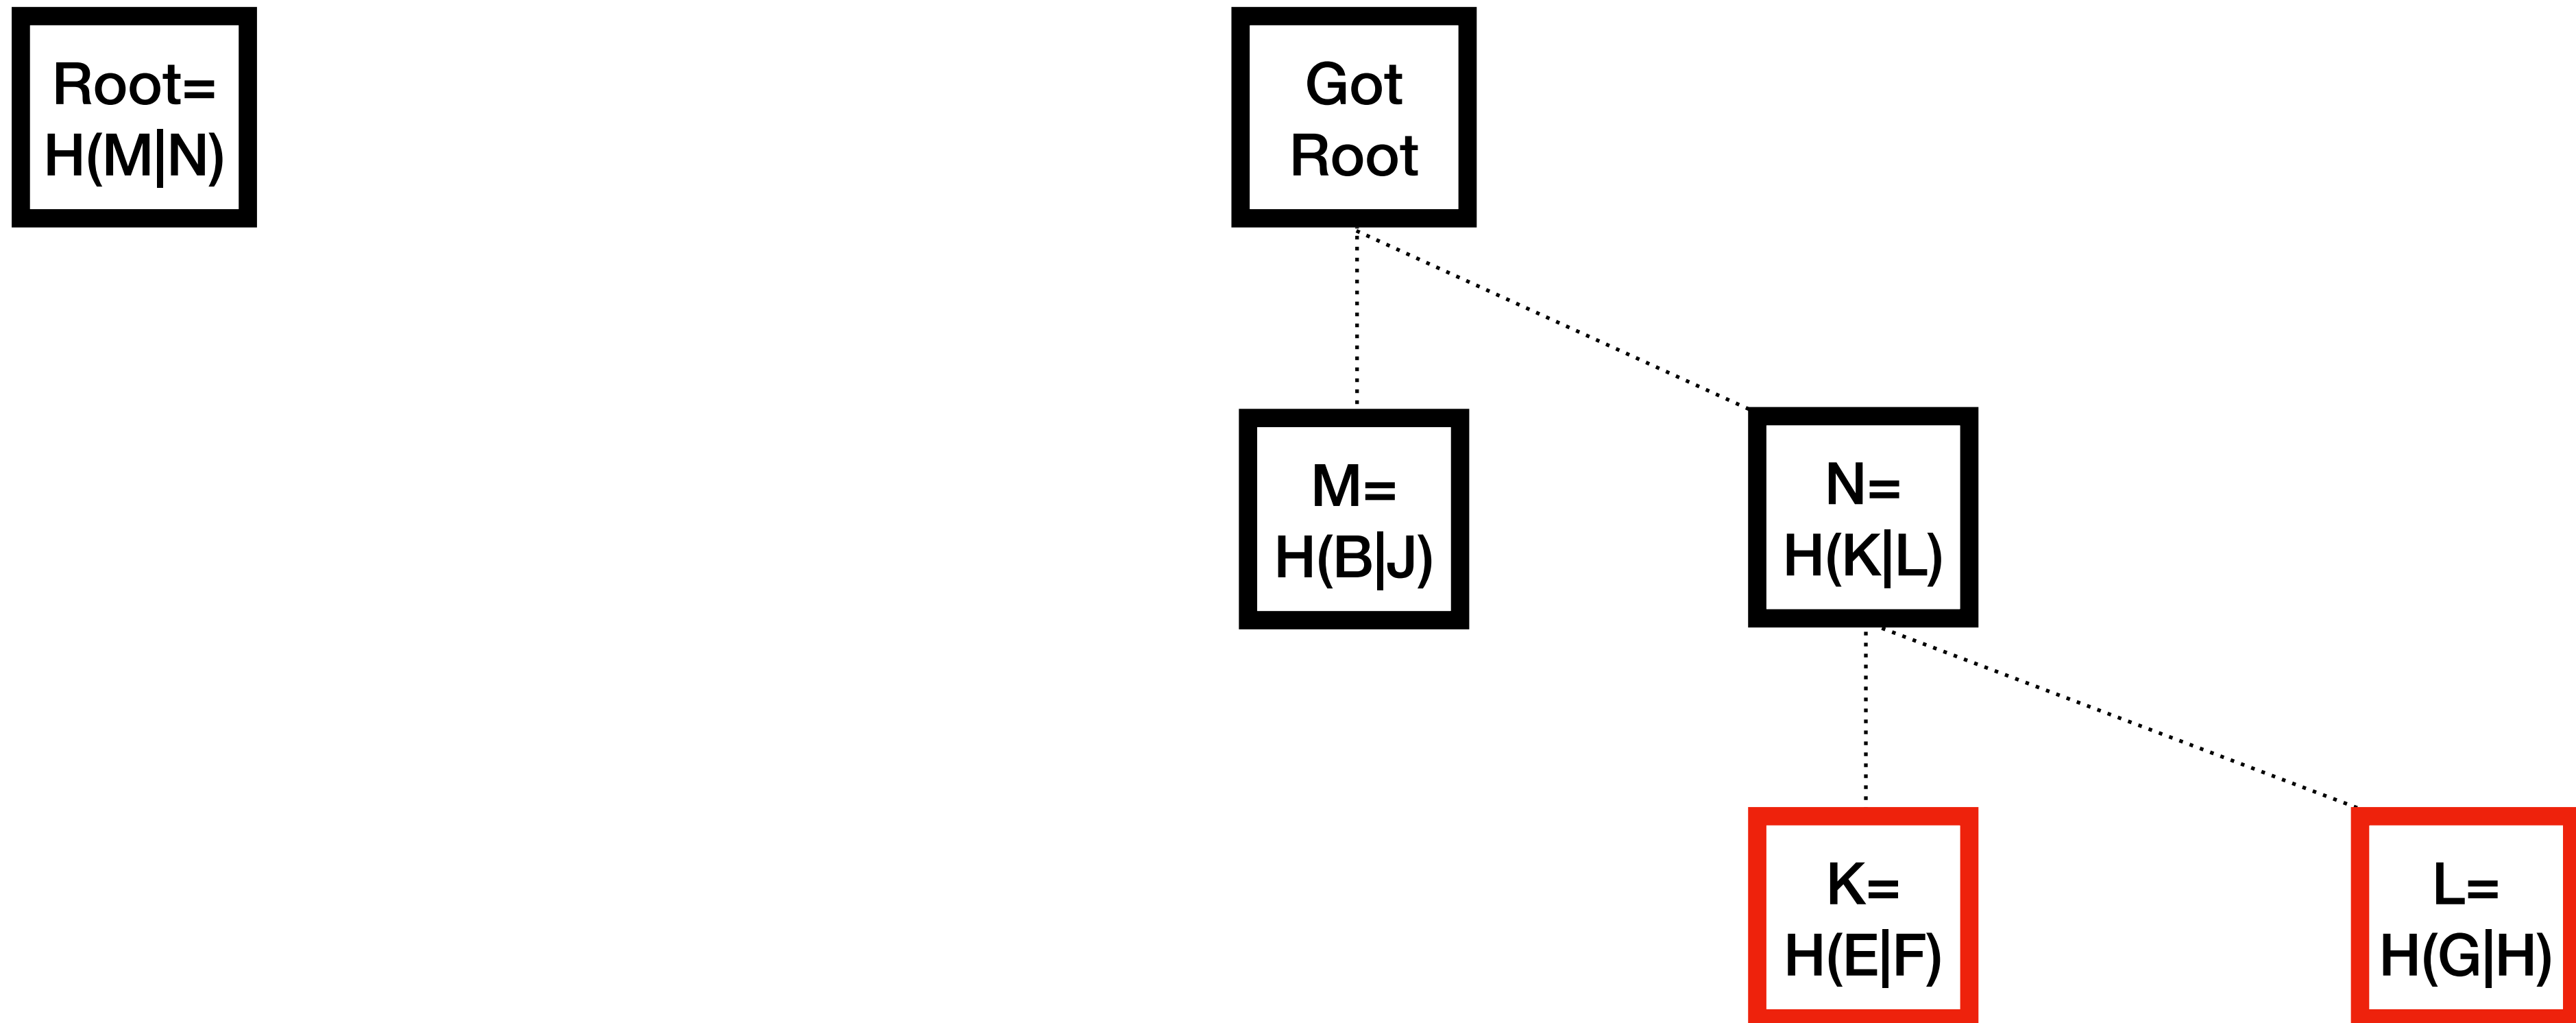 Root=
H(M|N)
Got
Root
M=
H(B|J)
N=
H(K|L)
K=
H(E|F)
L=
H(G|H)